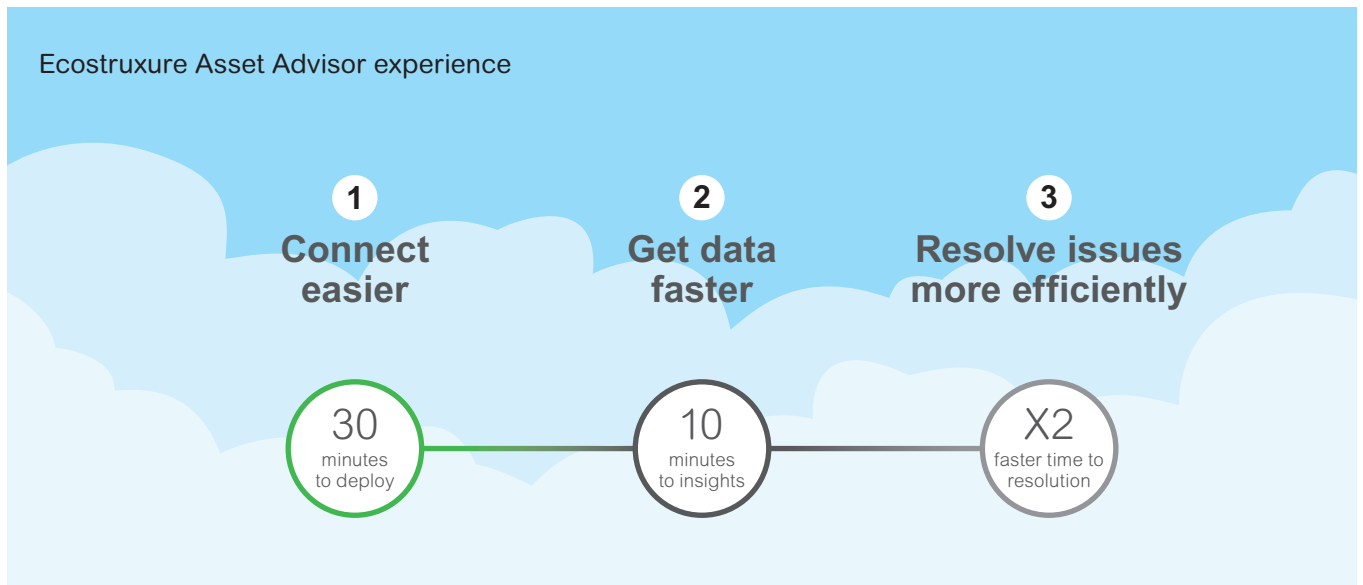 Ecostruxure Asset Advisor experience
1
Connect
easier
2
Get data
faster
3
Resolve issues
more efficiently
30
minutes
to deploy
10
minutes
to insights
X2
faster time to
resolution